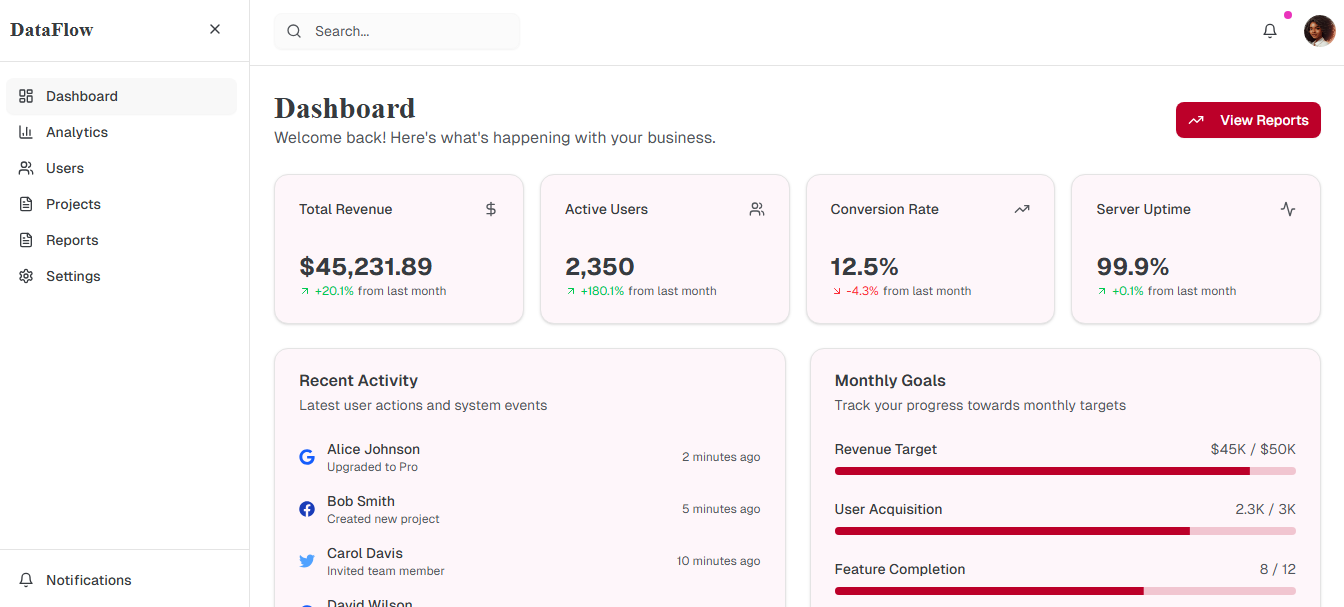 DataFlow
Search...
Dashboard
Analytics
Users
Projects
Reports
Settings
Notifications
Dashboard
Welcome back! Here's what's happening with your business.
View Reports
Total Revenue
$45,231.89
+20.1% from last month
Active Users
2,350
+180.1% from last month
Conversion Rate
12.5%
-4.3% from last month
Server Uptime
99.9%
+0.1% from last month
Recent Activity
Latest user actions and system events
Alice Johnson
Upgraded to Pro
2 minutes ago
Bob Smith
Created new project
5 minutes ago
Carol Davis
Invited team member
10 minutes ago
David Wilson
Monthly Goals
Track your progress towards monthly targets
Revenue Target
$45K / $50K
User Acquisition
2.3K / 3K
Feature Completion
8 / 12